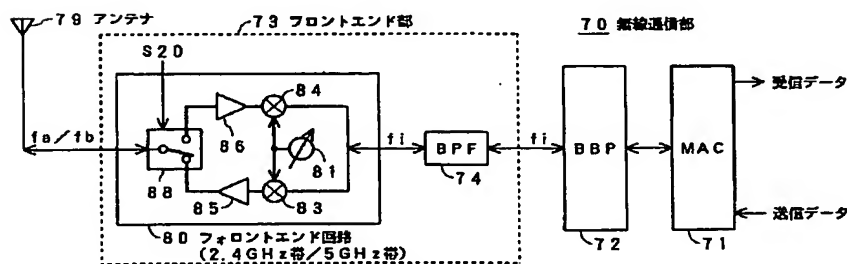 79 アンテナ
73 フロントエンド部
70 無線通信部
S2D
84
86
受信データ
fa/fb
fi
BPF
fi
BBP
MAC
81
88
74
85
83
送信データ
80 フォロントエンド回路
(2.4GHz帯/5GHz帯)
72
71